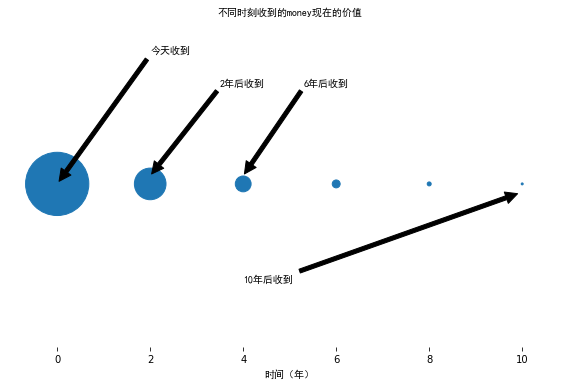 不同时刻收到的money现在的价值
今天收到
2年后收到
6年后收到
10年后收到
0 2 4 6 8 10
时间（年）